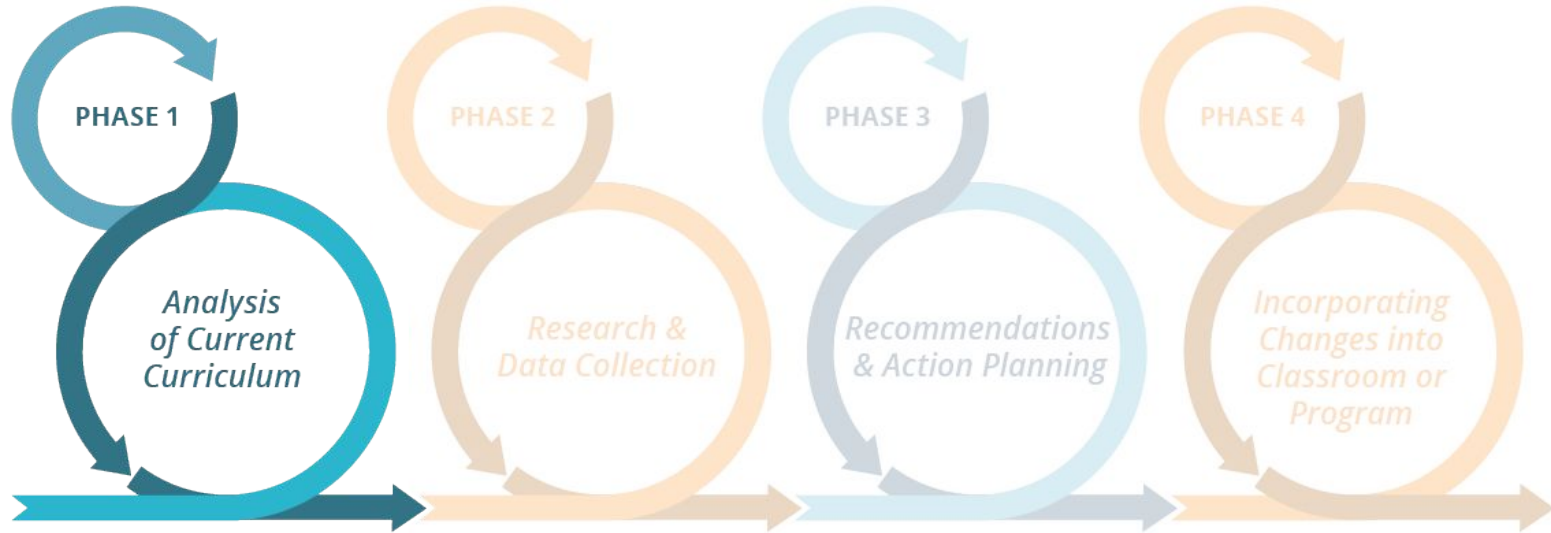 PHASE 1
Analysis
of Current
Curriculum
PHASE 2
Research &
Data Collection
PHASE 3
Recommendations
& Action Planning
PHASE 4
Incorporating
Changes into
Classroom or
Program